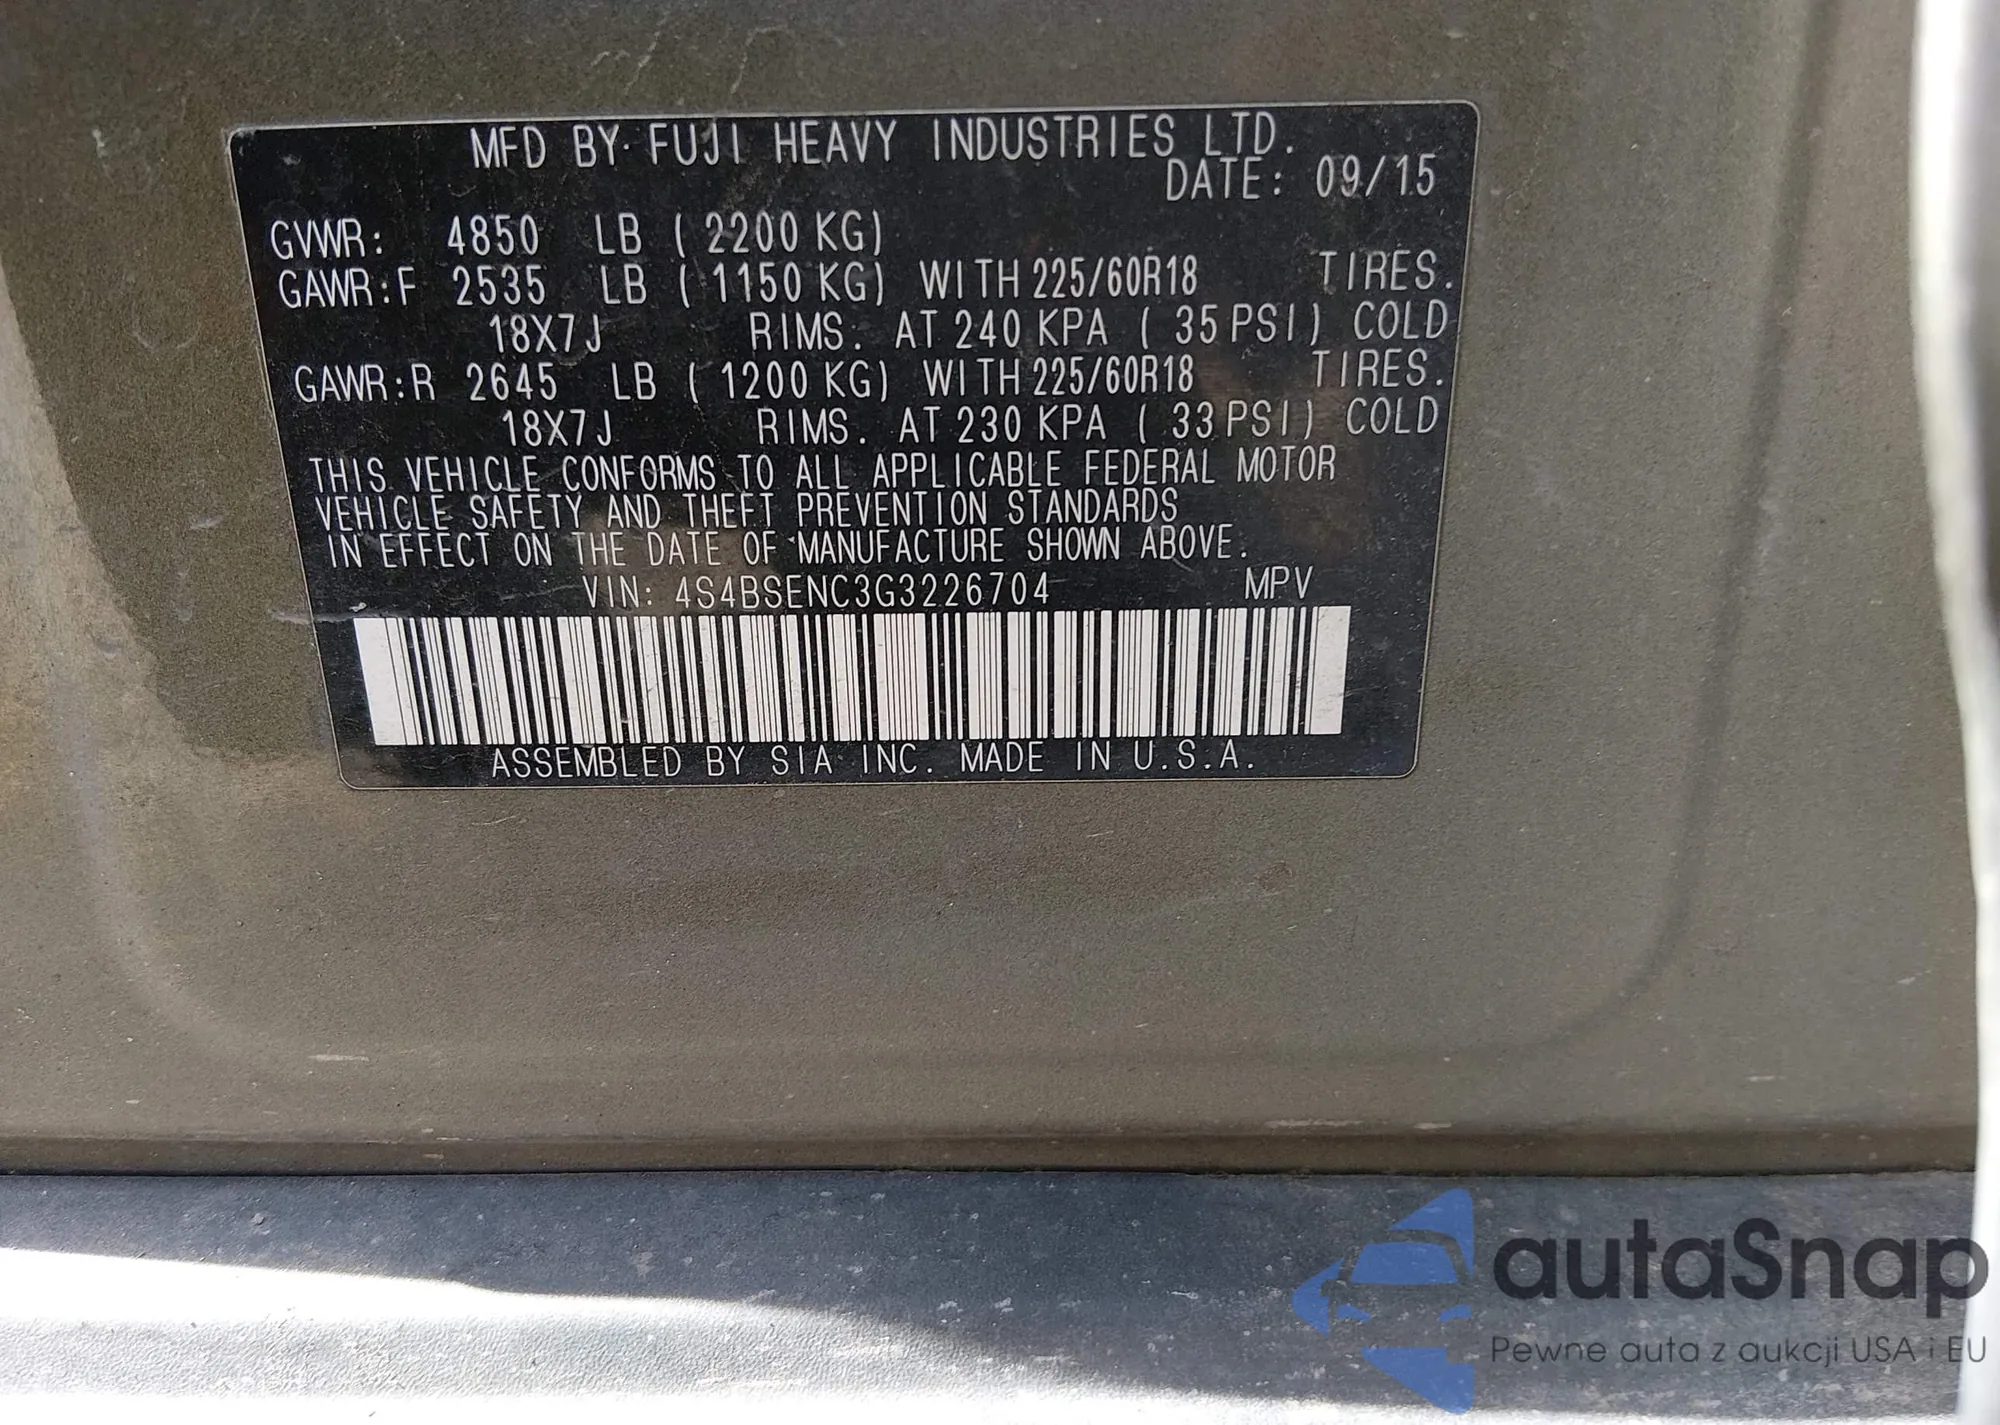 MFD BY FUJI HEAVY INDUSTRIES LTD.
DATE: 09/15
GVWR: 4850 LB (2200 KG)
GAWR:F 2535 LB (1150 KG) WITH 225/60R18 TIRES.
18X7J RIMS. AT 240 KPA (35 PSI) COLD
GAWR:R 2645 LB (1200 KG) WITH 225/60R18 TIRES.
18X7J RIMS. AT 230 KPA (33 PSI) COLD
THIS VEHICLE CONFORMS TO ALL APPLICABLE FEDERAL MOTOR
VEHICLE SAFETY AND THEFT PREVENTION STANDARDS
IN EFFECT ON THE DATE OF MANUFACTURE SHOWN ABOVE.
VIN: 4S4BSENC3G3226704 MPV
ASSEMBLED BY SIA INC. MADE IN U.S.A.
autaSnap
Pewne auta z aukcji USA i EU